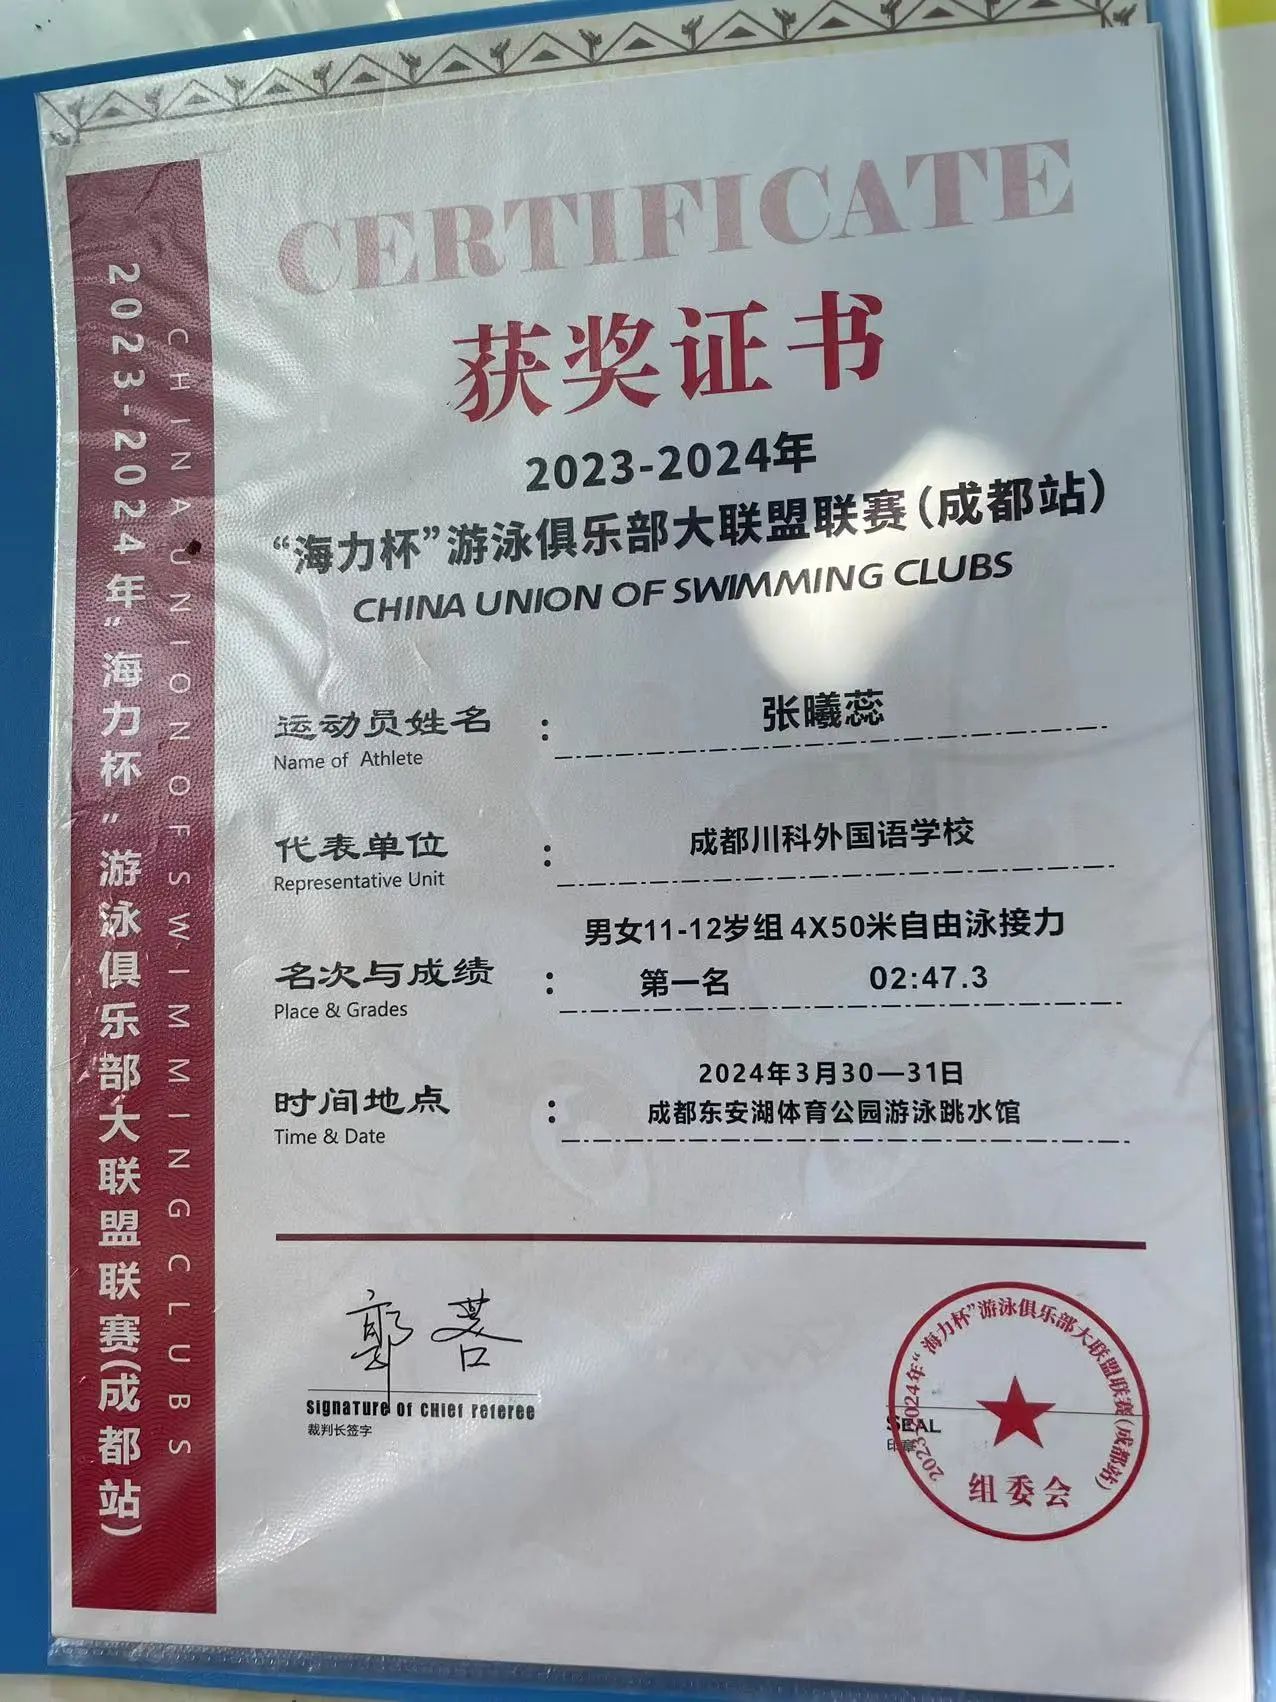 CERTIFICATE
获奖证书
2023-2024年
“海力杯”游泳俱乐部大联盟联赛(成都站)
CHINA UNION OF SWIMMING CLUBS
运动员姓名：张曦蕊
Name of Athlete
代表单位：成都川科外国语学校
Representative Unit
男女11-12岁组 4X50米自由泳接力
名次与成绩：第一名 02:47.3
Place & Grades
2024年3月30—31日
时间地点：成都东安湖体育公园游泳跳水馆
Time & Date
Signature of Chief Referee
裁判长签字
SEAL
印章
2023-2024年“海力杯”游泳俱乐部大联盟联赛(成都站)
组委会
2023-2024年“海力杯”游泳俱乐部大联盟联赛(成都站)
CHINA UNION OF SWIMMING CLUBS